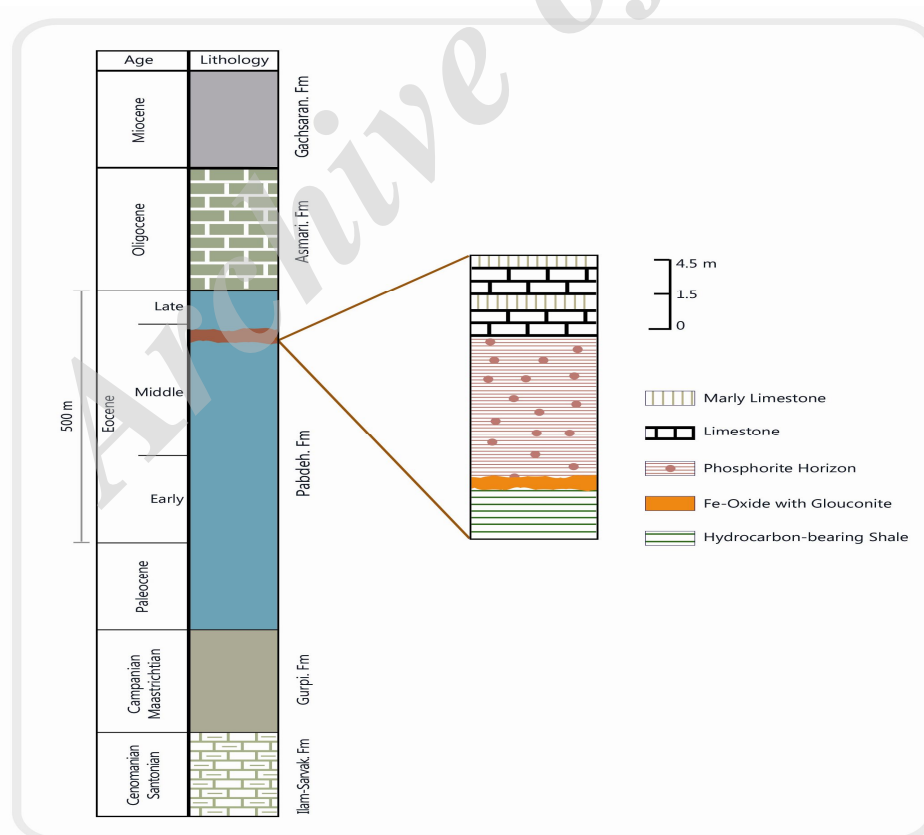 Age
Lithology
Miocene
Gachsaran. Fm
Oligocene
Asmari. Fm
Late
Middle
Early
Eocene
500 m
Pabdeh. Fm
Paleocene
Campanian
Maastrichtian
Gurpi. Fm
Cenomanian
Santonian
Ilam-Sarvak. Fm
4.5 m
1.5
0
Marly Limestone
Limestone
Phosphorite Horizon
Fe-Oxide with Glouconite
Hydrocarbon-bearing Shale
Archive of